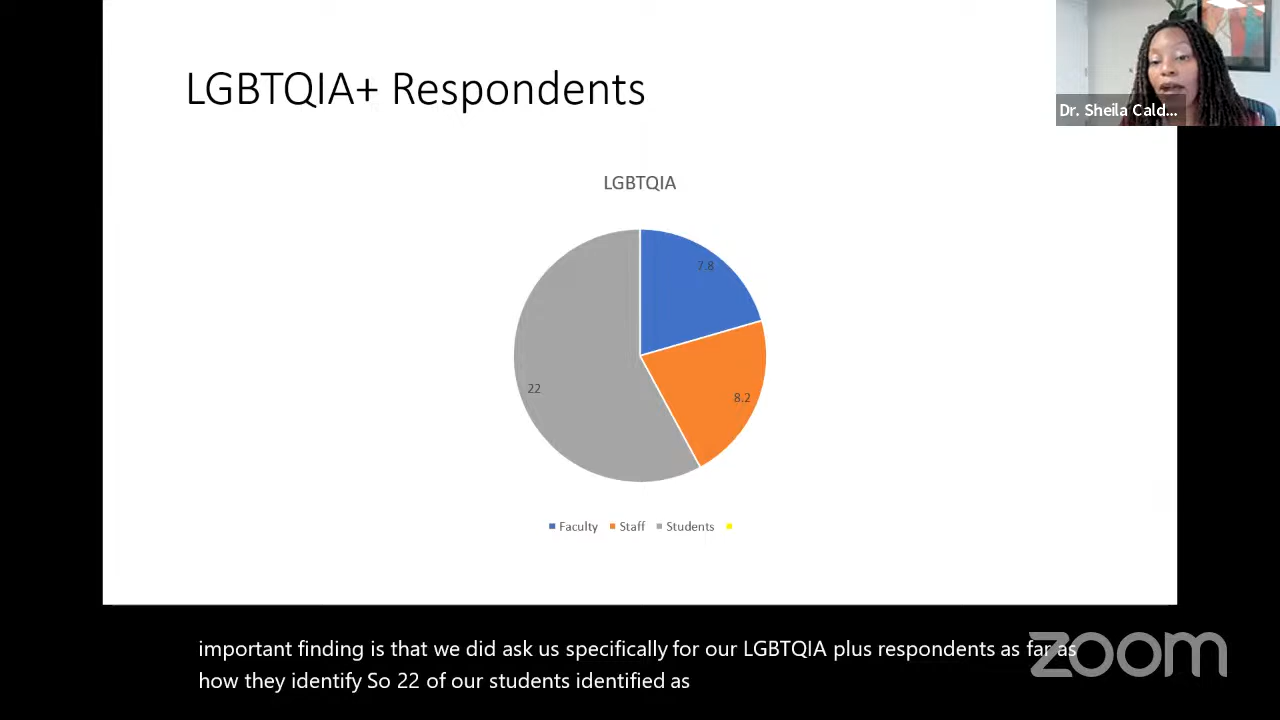 LGBTQIA+ Respondents
Dr. Sheila Cald...
LGBTQIA
7.8
22
8.2
Faculty Staff Students
important finding is that we did ask us specifically for our LGBTQIA plus respondents as far as
how they identify So 22 of our students identified as
zoom